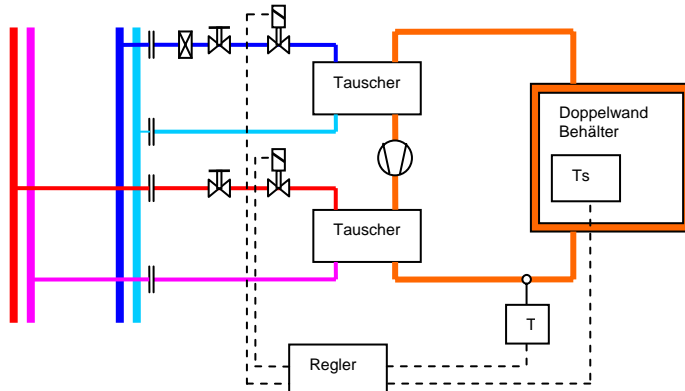 Tauscher
Doppelwand
Behälter
Ts
Tauscher
T
Regler